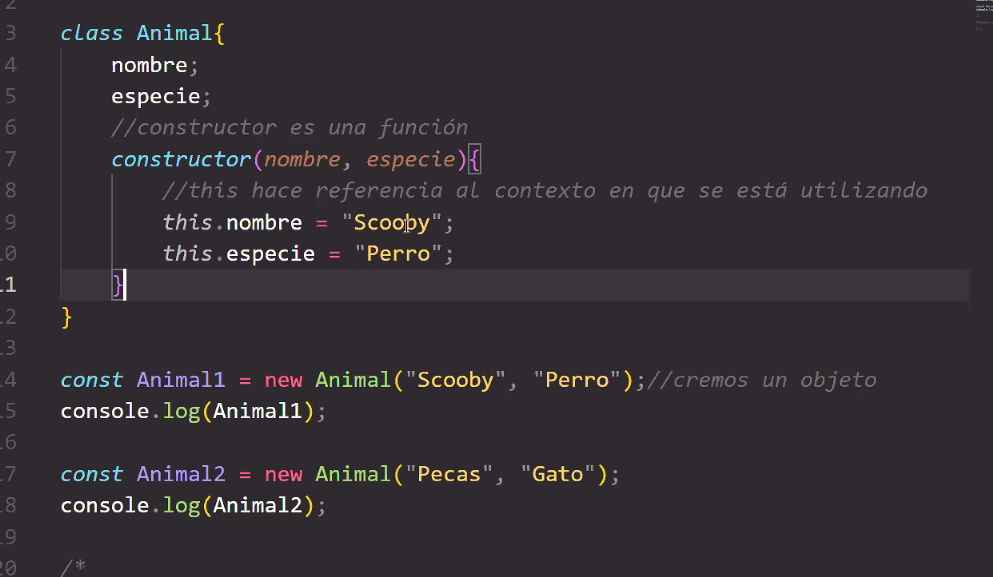 2
3 class Animal{
4 nombre;
5 especie;
6 //constructor es una función
7 constructor(nombre, especie){
8 //this hace referencia al contexto en que se está utilizando
9 this.nombre = "Scooby";
10 this.especie = "Perro";
11 }
12 }
13
14 const Animal1 = new Animal("Scooby", "Perro");//cremos un objeto
15 console.log(Animal1);
16
17 const Animal2 = new Animal("Pecas", "Gato");
18 console.log(Animal2);
19
20 /*